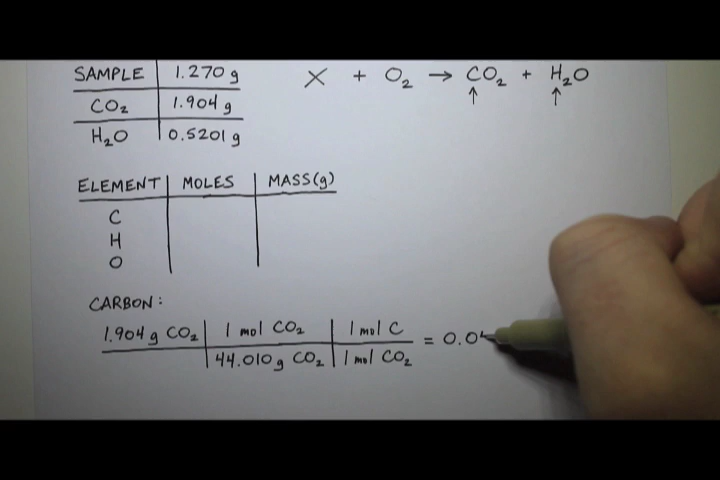 SAMPLE 1.270 g X + O₂ → CO₂ + H₂O
CO₂ 1.904 g ↑ ↑
H₂O 0.5201 g
ELEMENT MOLES MASS(g)
C
H
O
CARBON:
1.904 g CO₂ 1 mol CO₂ 1 mol C = 0.04
44.010 g CO₂ 1 mol CO₂